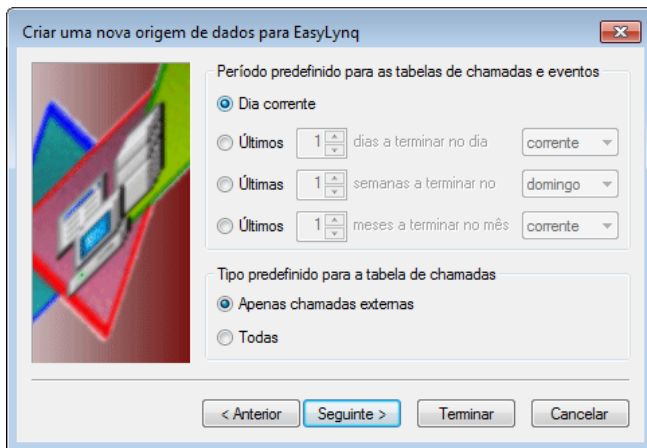 Criar uma nova origem de dados para EasyLynq
Período predefinido para as tabelas de chamadas e eventos
Dia corrente
Últimos 1 dias a terminar no dia corrente
Últimas 1 semanas a terminar no domingo
Últimos 1 meses a terminar no mês corrente
Tipo predefinido para a tabela de chamadas
Apenas chamadas externas
Todas
< Anterior Seguinte > Terminar Cancelar